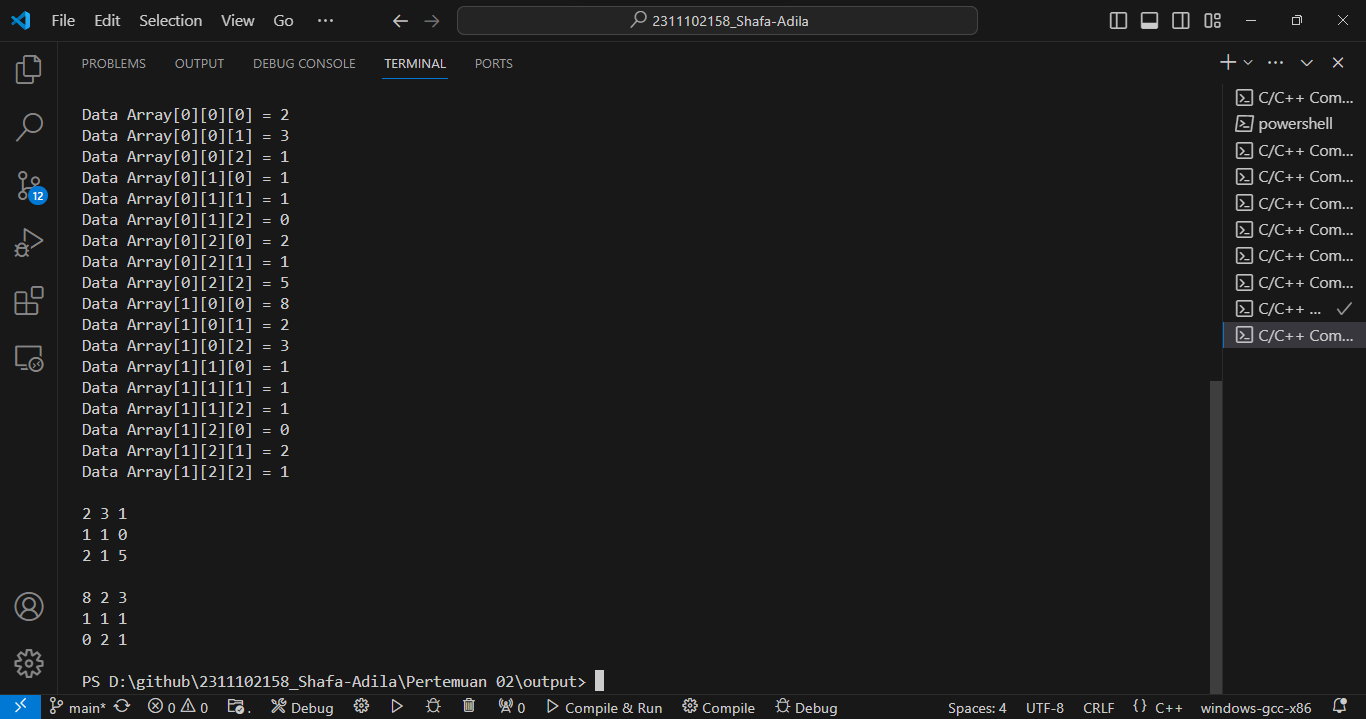 File Edit Selection View Go ··· 2311102158_Shafa-Adila
PROBLEMS OUTPUT DEBUG CONSOLE TERMINAL PORTS
Data Array[0][0][0] = 2
Data Array[0][0][1] = 3
Data Array[0][0][2] = 1
Data Array[0][1][0] = 1
Data Array[0][1][1] = 1
Data Array[0][1][2] = 0
Data Array[0][2][0] = 2
Data Array[0][2][1] = 1
Data Array[0][2][2] = 5
Data Array[1][0][0] = 8
Data Array[1][0][1] = 2
Data Array[1][0][2] = 3
Data Array[1][1][0] = 1
Data Array[1][1][1] = 1
Data Array[1][1][2] = 1
Data Array[1][2][0] = 0
Data Array[1][2][1] = 2
Data Array[1][2][2] = 1
2 3 1
1 1 0
2 1 5
8 2 3
1 1 1
0 2 1
PS D:\github\2311102158_Shafa-Adila\Pertemuan 02\output>
C/C++ Com...
powershell
C/C++ Com...
C/C++ Com...
C/C++ Com...
C/C++ Com...
C/C++ Com...
C/C++ Com...
C/C++ ...
C/C++ Com...
12
main* 0 0 . Debug 0 Compile & Run Compile Debug Spaces: 4 UTF-8 CRLF {} C++ windows-gcc-x86